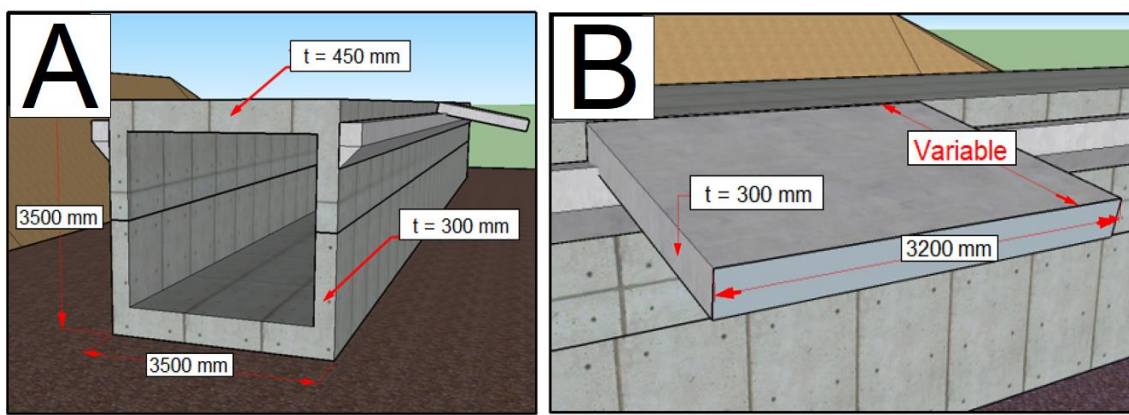 A
t = 450 mm
3500 mm
t = 300 mm
3500 mm
B
Variable
t = 300 mm
3200 mm